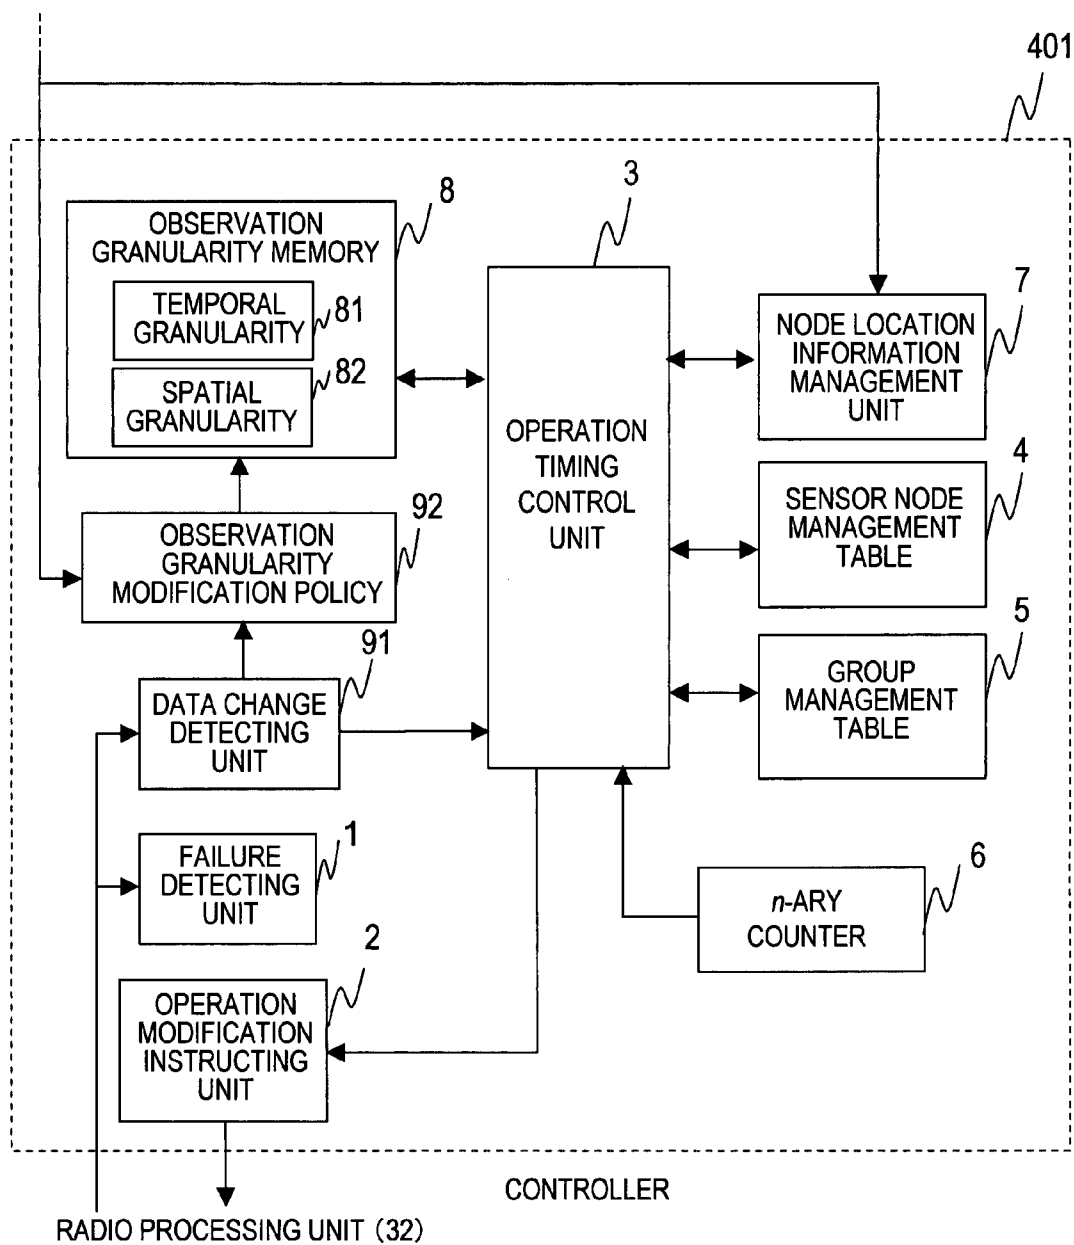 401
8
OBSERVATION
GRANULARITY MEMORY
TEMPORAL
GRANULARITY
81
SPATIAL
GRANULARITY
82
92
OBSERVATION
GRANULARITY
MODIFICATION POLICY
91
DATA CHANGE
DETECTING
UNIT
1
FAILURE
DETECTING
UNIT
2
OPERATION
MODIFICATION
INSTRUCTING
UNIT
3
OPERATION
TIMING
CONTROL
UNIT
7
NODE LOCATION
INFORMATION
MANAGEMENT
UNIT
4
SENSOR NODE
MANAGEMENT
TABLE
5
GROUP
MANAGEMENT
TABLE
6
n-ARY
COUNTER
CONTROLLER
RADIO PROCESSING UNIT (32)